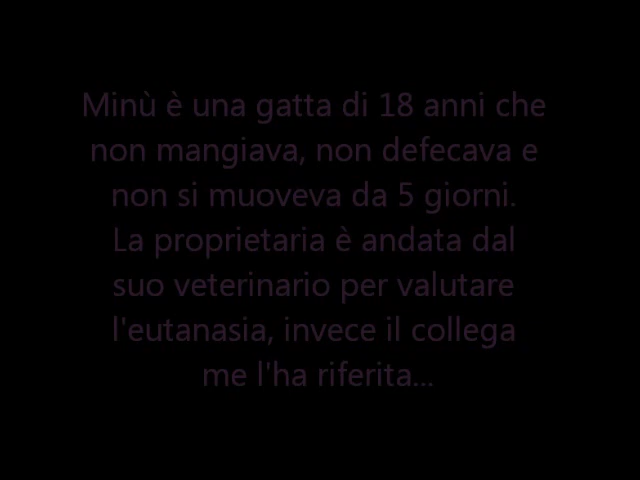 Minù è una gatta di 18 anni che
non mangiava, non defecava e
non si muoveva da 5 giorni.
La proprietaria è andata dal
suo veterinario per valutare
l'eutanasia, invece il collega
me l'ha riferita...